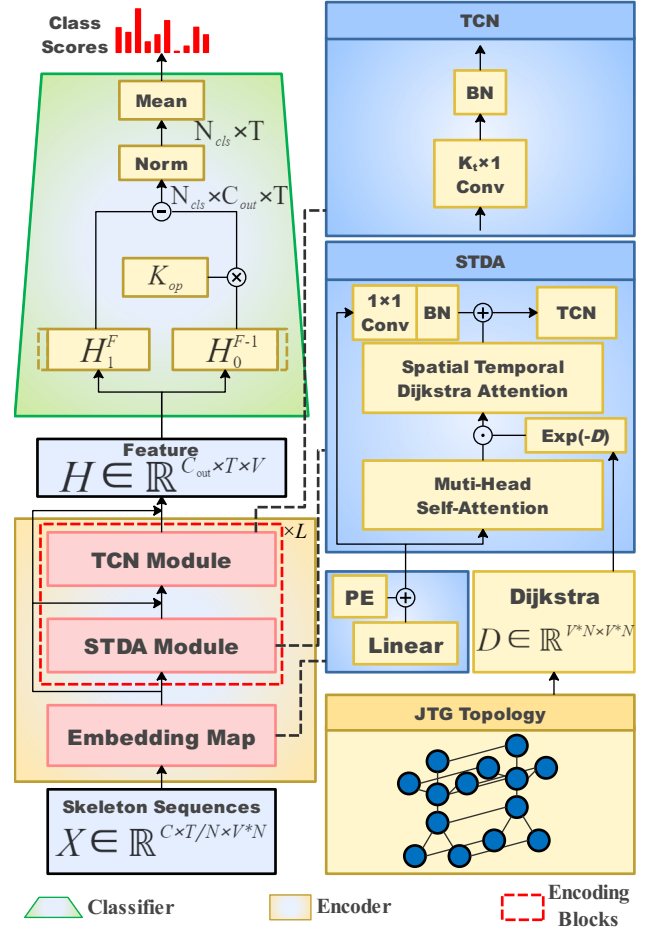 Class
Scores
Mean
N_cls×T
Norm
N_cls×C_out×T
−
K_op
×
H_1^F
H_0^{F-1}
Feature
H ∈ ℝ^{C_out×T×V}
×L
TCN Module
STDA Module
Embedding Map
Skeleton Sequences
X ∈ ℝ^{C×T/N×V*N}
TCN
BN
K_t×1
Conv
STDA
1×1
Conv
BN
+
TCN
Spatial Temporal
Dijkstra Attention
Exp(-D)
Muti-Head
Self-Attention
PE
+
Linear
Dijkstra
D ∈ ℝ^{V*N×V*N}
JTG Topology
Classifier
Encoder
Encoding
Blocks